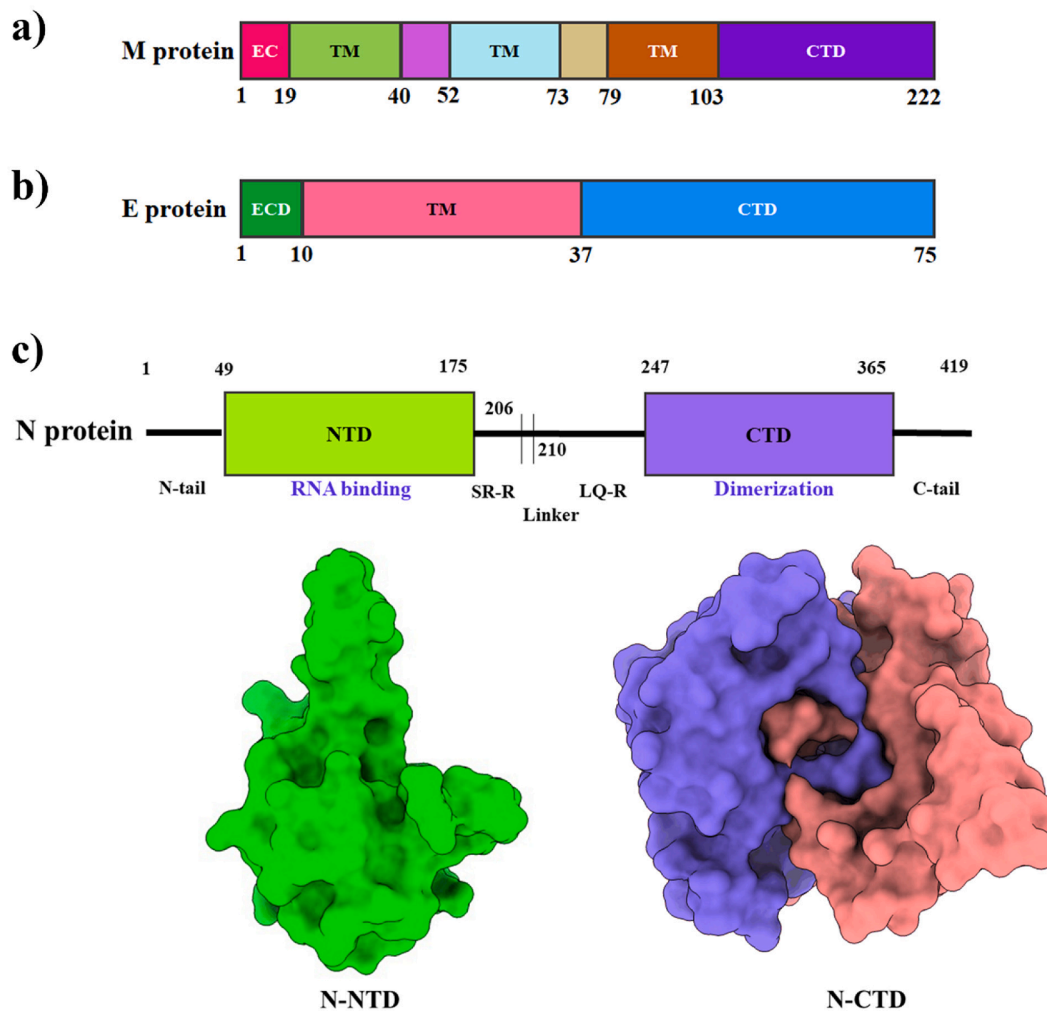 a)
M protein
EC TM TM TM CTD
1 19 40 52 73 79 103 222
b)
E protein
ECD TM CTD
1 10 37 75
c)
1 49 175 247 365 419
N protein
NTD 206 210 CTD
N-tail RNA binding SR-R Linker LQ-R Dimerization C-tail
N-NTD N-CTD